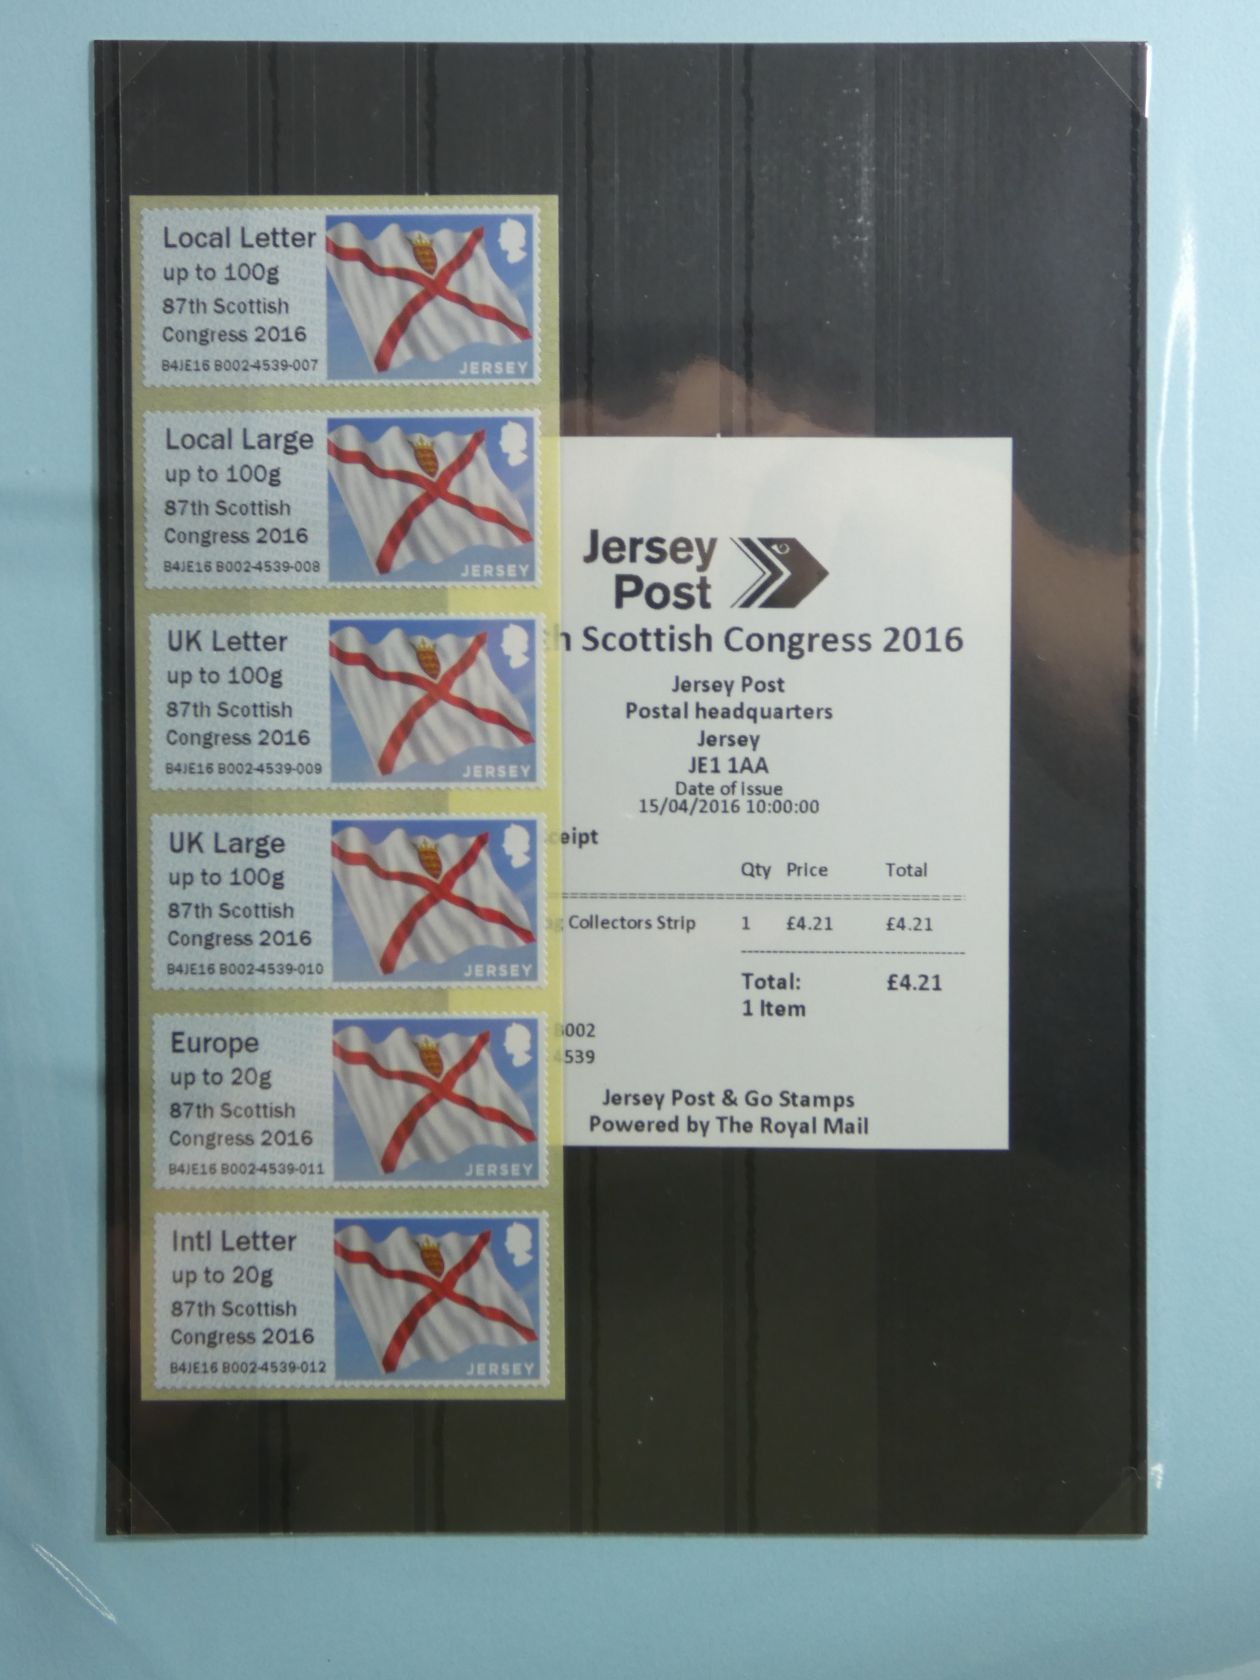 Local Letter
up to 100g
87th Scottish
Congress 2016
B4JE16 B002-4539-007
JERSEY
Local Large
up to 100g
87th Scottish
Congress 2016
B4JE16 B002-4539-008
JERSEY
UK Letter
up to 100g
87th Scottish
Congress 2016
B4JE16 B002-4539-009
JERSEY
UK Large
up to 100g
87th Scottish
Congress 2016
B4JE16 B002-4539-010
JERSEY
Europe
up to 20g
87th Scottish
Congress 2016
B4JE16 B002-4539-011
JERSEY
Intl Letter
up to 20g
87th Scottish
Congress 2016
B4JE16 B002-4539-012
JERSEY
Jersey
Post
Scottish Congress 2016
Jersey Post
Postal headquarters
Jersey
JE1 1AA
Date of Issue
15/04/2016 10:00:00
Qty Price Total
Collectors Strip 1 £4.21 £4.21
Total: £4.21
1 Item
B002
4539
Jersey Post & Go Stamps
Powered by The Royal Mail